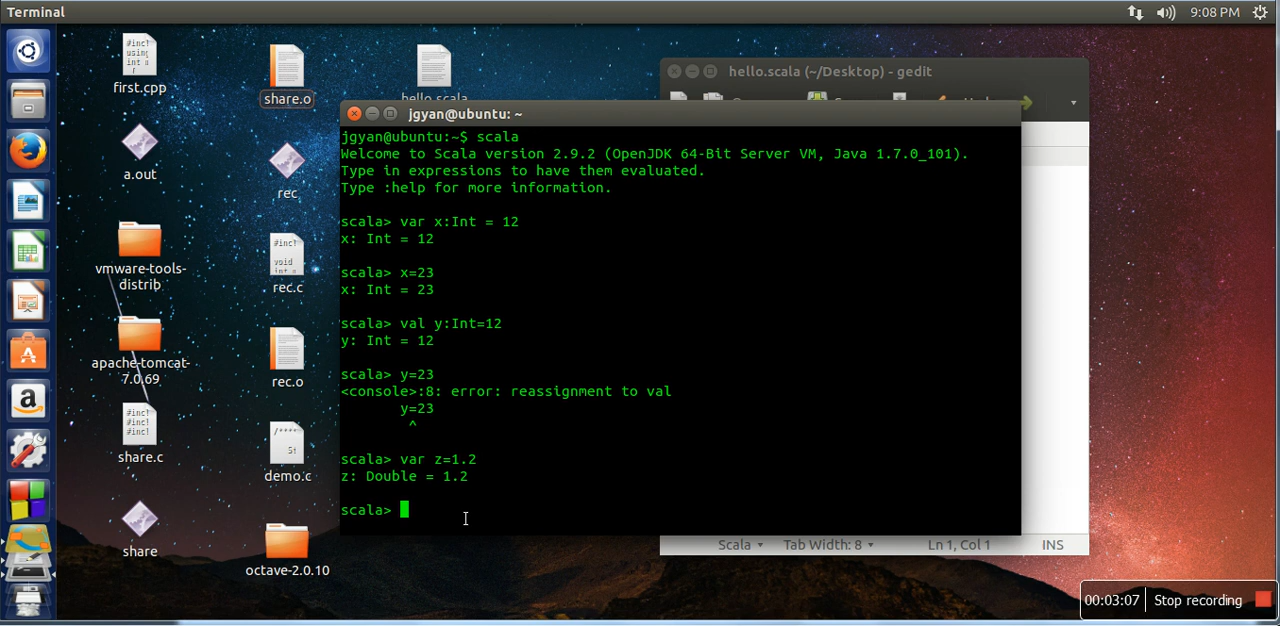 Terminal
9:08 PM
first.cpp
share.o
hello.scala
a.out
rec
vmware-tools-
distrib
rec.c
apache-tomcat-
7.0.69
rec.o
share.c
demo.c
share
octave-2.0.10
hello.scala (~/Desktop) - gedit
jgyan@ubuntu: ~
jgyan@ubuntu:~$ scala
Welcome to Scala version 2.9.2 (OpenJDK 64-Bit Server VM, Java 1.7.0_101).
Type in expressions to have them evaluated.
Type :help for more information.
scala> var x:Int = 12
x: Int = 12
scala> x=23
x: Int = 23
scala> val y:Int=12
y: Int = 12
scala> y=23
<console>:8: error: reassignment to val
y=23
^
scala> var z=1.2
z: Double = 1.2
scala>
Scala Tab Width: 8 Ln 1, Col 1 INS
00:03:07 Stop recording